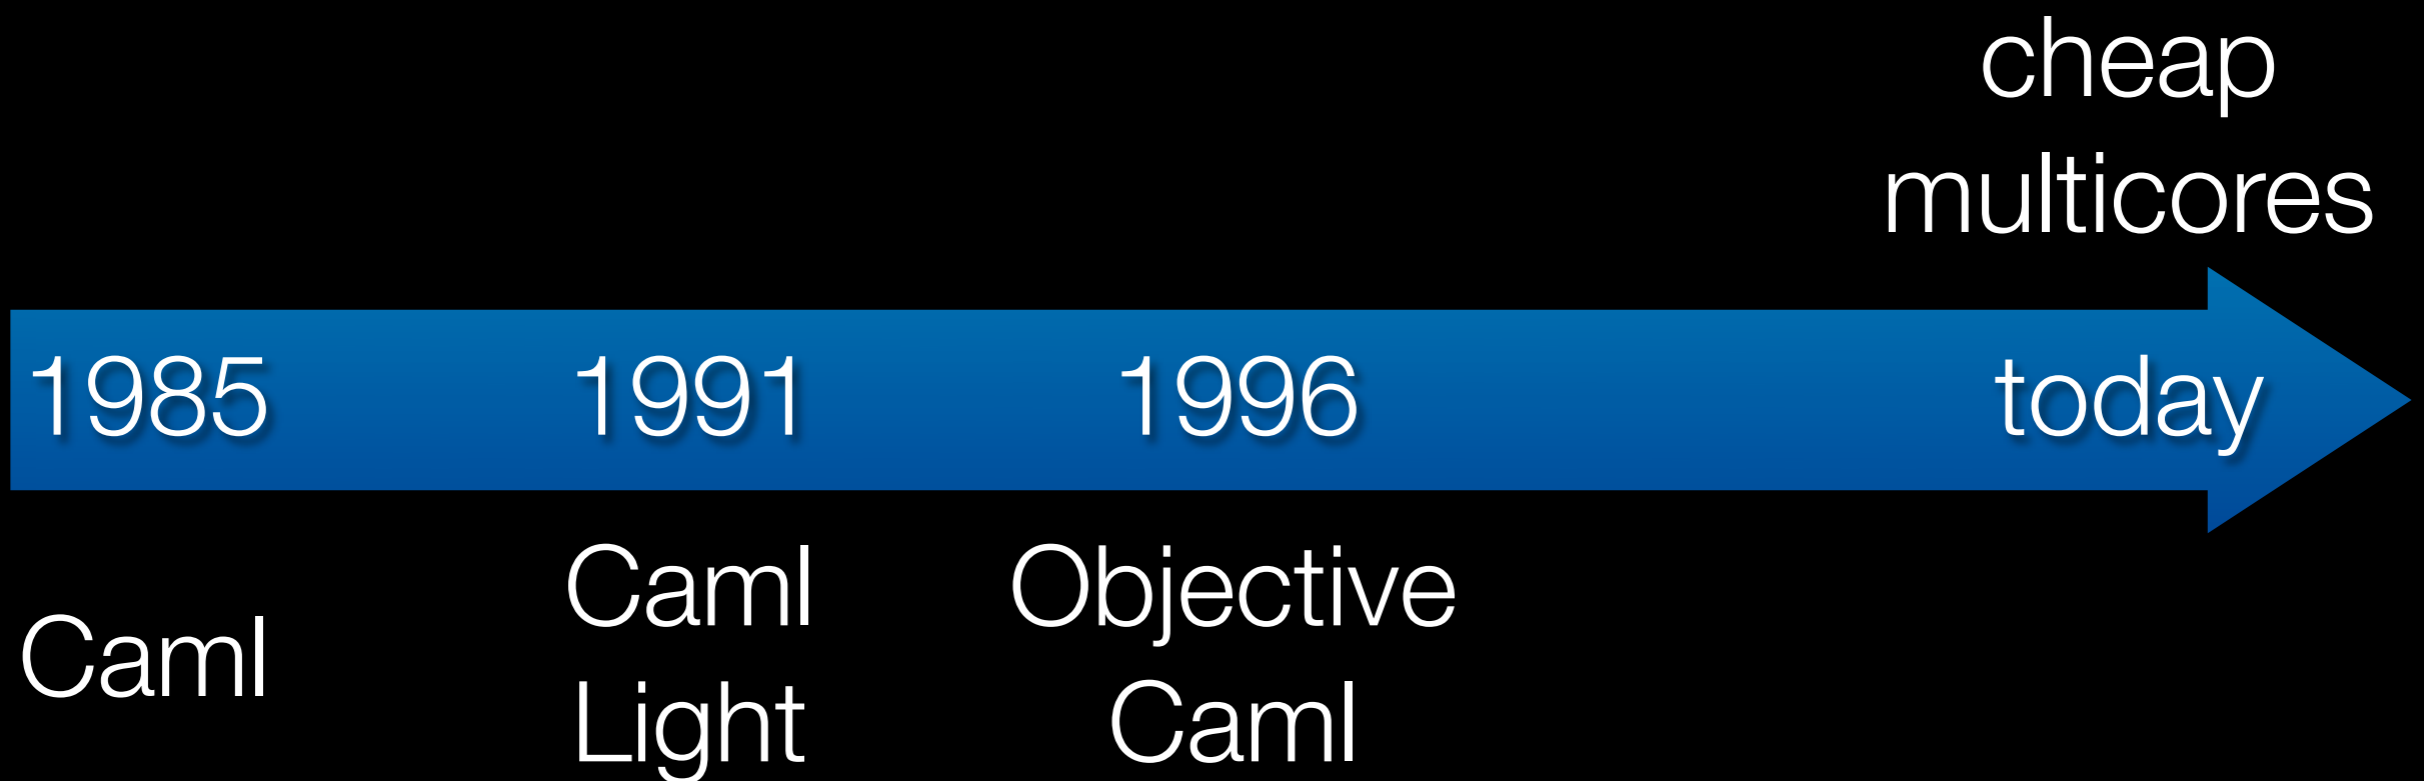 cheap
multicores
1985 1991 1996 today
Caml
Caml
Light
Objective
Caml